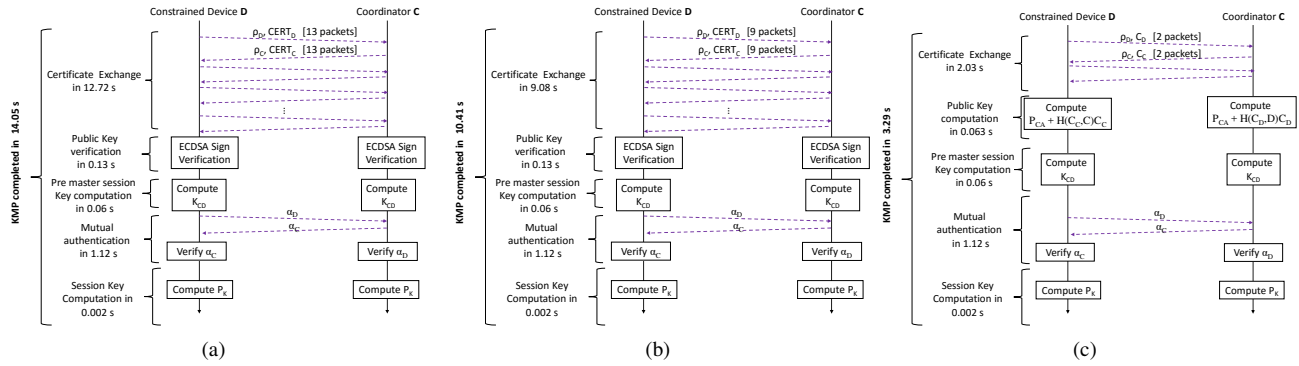 Constrained Device D
Coordinator C
ρD, CERTD [13 packets]
ρC, CERTC [13 packets]
Certificate Exchange
in 12.72 s
...
Public Key
verification
in 0.13 s
ECDSA Sign
Verification
ECDSA Sign
Verification
Pre master session
Key computation
in 0.06 s
Compute
KCD
Compute
KCD
αD
αC
Mutual
authentication
in 1.12 s
Verify αC
Verify αD
Session Key
Computation in
0.002 s
Compute PK
Compute PK
KMP completed in 14.05 s
(a)
Constrained Device D
Coordinator C
ρD, CERTD [9 packets]
ρC, CERTC [9 packets]
Certificate Exchange
in 9.08 s
...
Public Key
verification
in 0.13 s
ECDSA Sign
Verification
ECDSA Sign
Verification
Pre master session
Key computation
in 0.06 s
Compute
KCD
Compute
KCD
αD
αC
Mutual
authentication
in 1.12 s
Verify αC
Verify αD
Session Key
Computation in
0.002 s
Compute PK
Compute PK
KMP completed in 10.41 s
(b)
Constrained Device D
Coordinator C
ρD, CD [2 packets]
ρC, CC [2 packets]
Certificate Exchange
in 2.03 s
Public Key
computation
in 0.063 s
Compute
PCA + H(CC,C)CC
Compute
PCA + H(CD,D)CD
Pre master session
Key computation
in 0.06 s
Compute
KCD
Compute
KCD
αD
αC
Mutual
authentication
in 1.12 s
Verify αC
Verify αD
Session Key
Computation in
0.002 s
Compute PK
Compute PK
KMP completed in 3.29 s
(c)